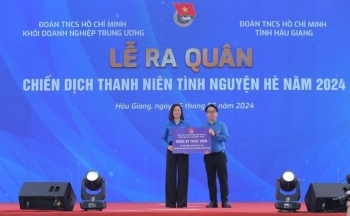 ĐOÀN TNCS HỒ CHÍ MINH
KHỐI DOANH NGHIỆP TRUNG ƯƠNG
ĐOÀN TNCS HỒ CHÍ MINH
TỈNH HẬU GIANG
LỄ RA QUÂN
CHIẾN DỊCH THANH NIÊN TÌNH NGUYỆN HÈ NĂM 2024
Hậu Giang, ngày 2024